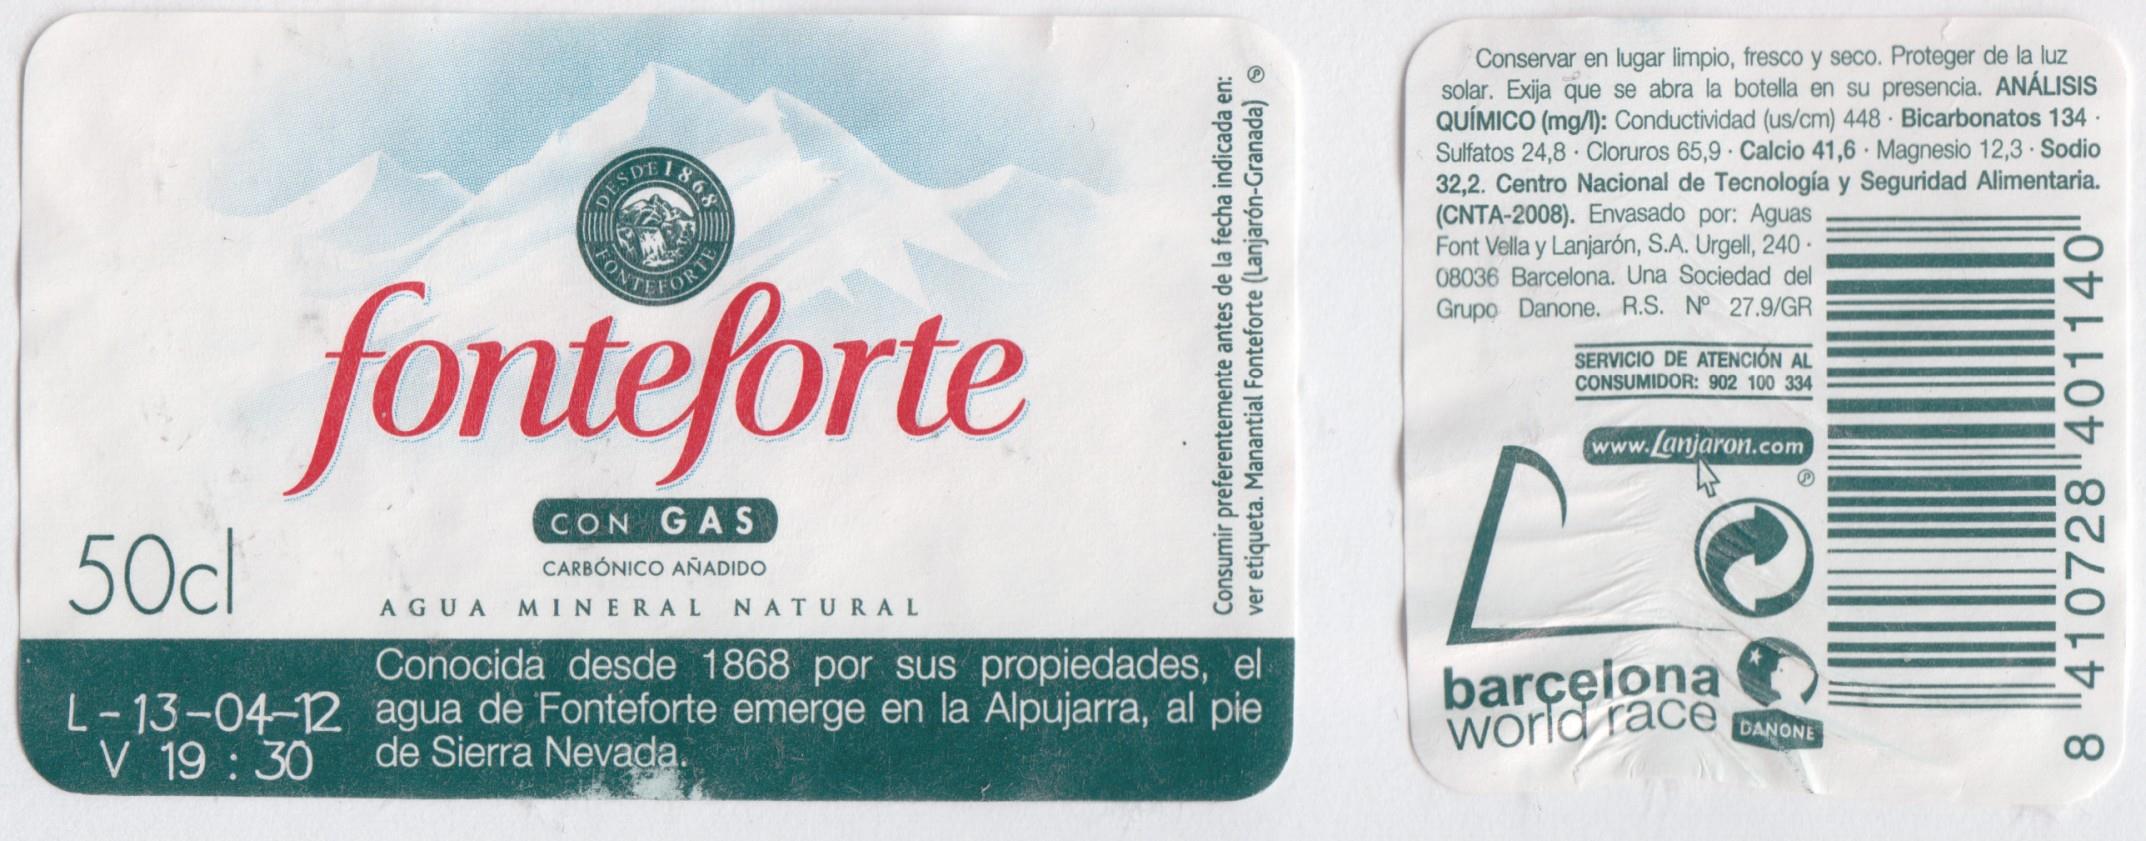 DESDE 1868
FONTEFORTE
fonteforte
CON GAS
CARBÓNICO AÑADIDO
AGUA MINERAL NATURAL
50cl
L-13-04-12
V 19:30
Conocida desde 1868 por sus propiedades, el
agua de Fonteforte emerge en la Alpujarra, al pie
de Sierra Nevada.
Consumir preferentemente antes de la fecha indicada en:
ver etiqueta. Manantial Fonteforte (Lanjarón-Granada) ℗
Conservar en lugar limpio, fresco y seco. Proteger de la luz
solar. Exija que se abra la botella en su presencia. ANÁLISIS
QUÍMICO (mg/l): Conductividad (us/cm) 448 · Bicarbonatos 134 ·
Sulfatos 24,8 · Cloruros 65,9 · Calcio 41,6 · Magnesio 12,3 · Sodio
32,2. Centro Nacional de Tecnología y Seguridad Alimentaria.
(CNTA-2008). Envasado por: Aguas
Font Vella y Lanjarón, S.A. Urgell, 240 ·
08036 Barcelona. Una Sociedad del
Grupo Danone. R.S. Nº 27.9/GR
SERVICIO DE ATENCIÓN AL
CONSUMIDOR: 902 100 334
www.Lanjaron.com
℗
barcelona
world race
DANONE
8 410728 401140